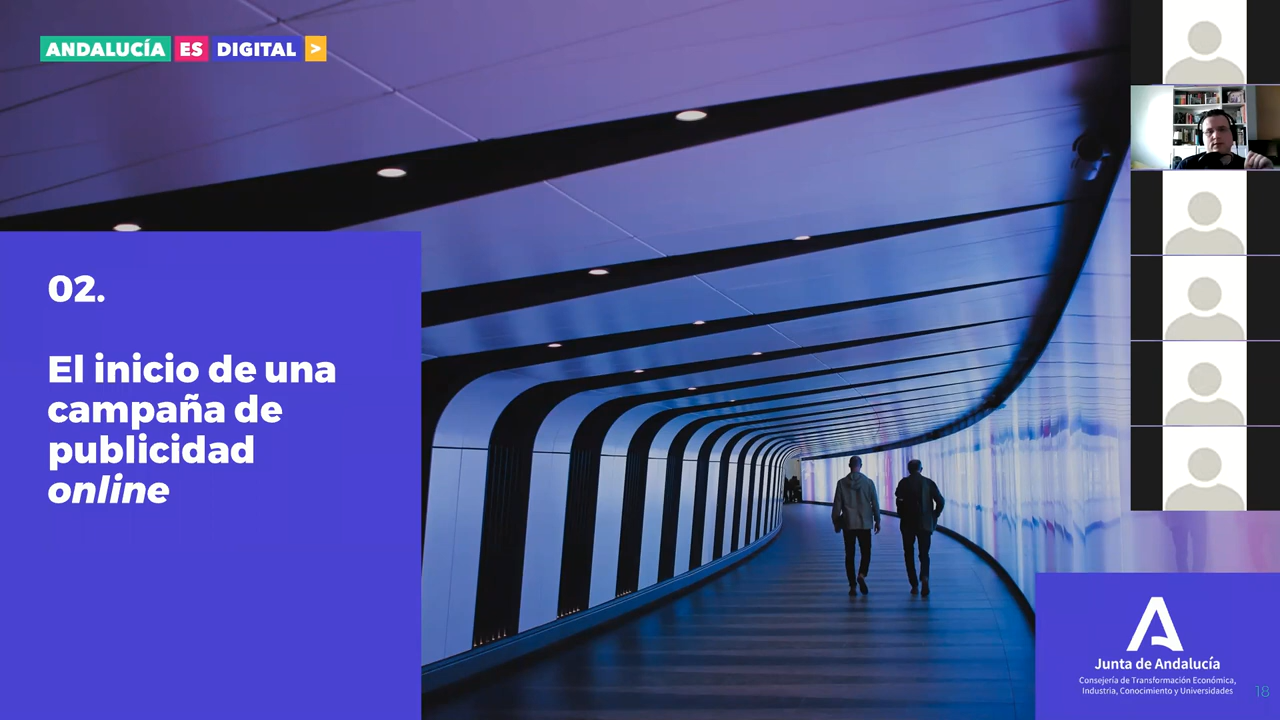 ANDALUCÍA ES DIGITAL >
02.
El inicio de una
campaña de
publicidad
online
Junta de Andalucía
Consejería de Transformación Económica,
Industria, Conocimiento y Universidades
18